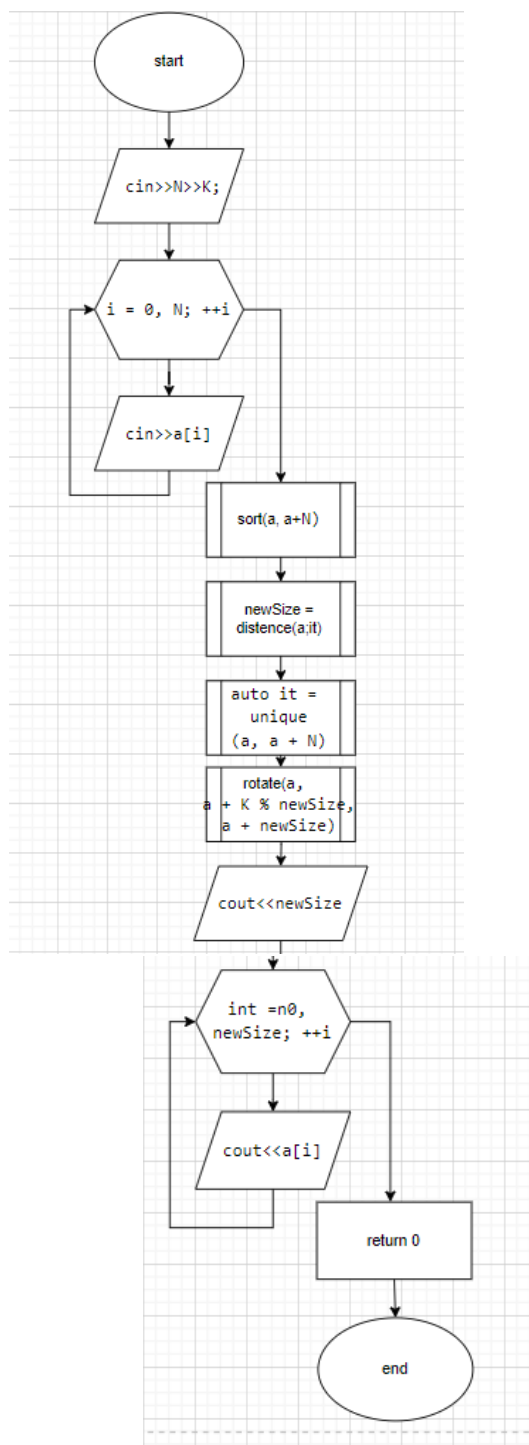 start
cin>>N>>K;
i = 0, N; ++i
cin>>a[i]
sort(a, a+N)
newSize =
distence(a;it)
auto it =
unique
(a, a + N)
rotate(a,
a + K % newSize,
a + newSize)
cout<<newSize
int =n0,
newSize; ++i
cout<<a[i]
return 0
end